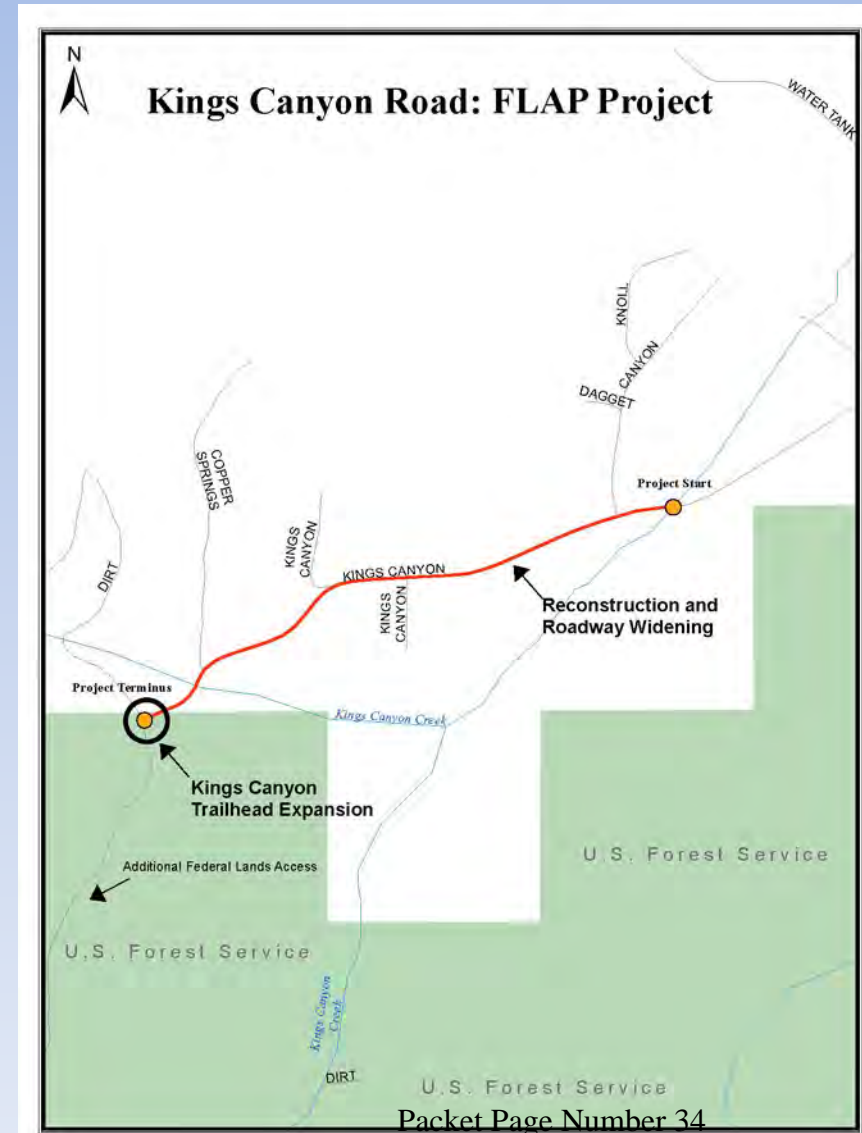 N
Kings Canyon Road: FLAP Project
WATER TANK
KNOLL
CANYON
DAGGET
COPPER
SPRINGS
Project Start
KINGS
CANYON
DIRT
KINGS CANYON
KINGS
CANYON
Reconstruction and
Roadway Widening
Project Terminus
Kings Canyon Creek
Kings Canyon
Trailhead Expansion
U.S. Forest Service
Additional Federal Lands Access
U.S. Forest Service
Kings Canyon
Creek
DIRT
U.S. Forest Service
Packet Page Number 34